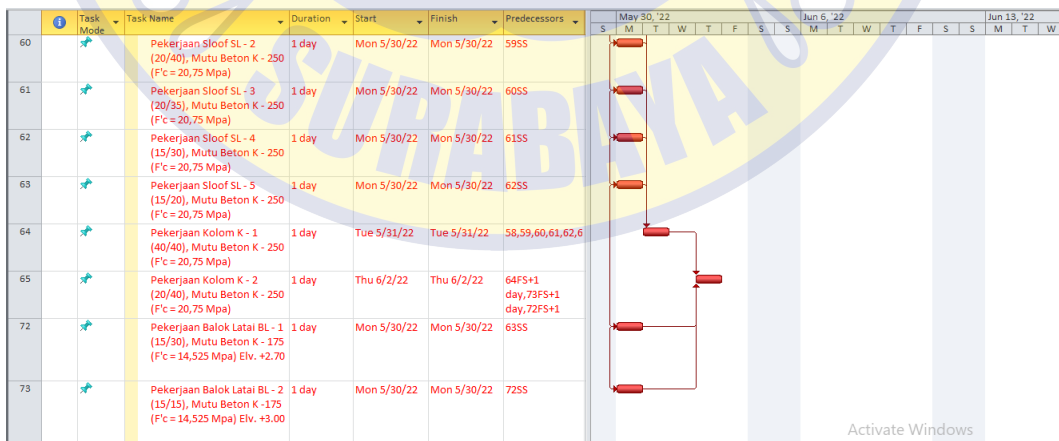 Task Mode Task Name Duration Start Finish Predecessors
May 30, '22 Jun 6, '22 Jun 13, '22
S M T W T F S S M T W T F S S M T W
60 Pekerjaan Sloof SL - 2 1 day Mon 5/30/22 Mon 5/30/22 59SS
(20/40), Mutu Beton K - 250
(F'c = 20,75 Mpa)
61 Pekerjaan Sloof SL - 3 1 day Mon 5/30/22 Mon 5/30/22 60SS
(20/35), Mutu Beton K - 250
(F'c = 20,75 Mpa)
62 Pekerjaan Sloof SL - 4 1 day Mon 5/30/22 Mon 5/30/22 61SS
(15/30), Mutu Beton K - 250
(F'c = 20,75 Mpa)
63 Pekerjaan Sloof SL - 5 1 day Mon 5/30/22 Mon 5/30/22 62SS
(15/20), Mutu Beton K - 250
(F'c = 20,75 Mpa)
64 Pekerjaan Kolom K - 1 1 day Tue 5/31/22 Tue 5/31/22 58,59,60,61,62,6
(40/40), Mutu Beton K - 250
(F'c = 20,75 Mpa)
65 Pekerjaan Kolom K - 2 1 day Thu 6/2/22 Thu 6/2/22 64FS+1
(20/40), Mutu Beton K - 250 day,73FS+1
(F'c = 20,75 Mpa) day,72FS+1
72 Pekerjaan Balok Latai BL - 1 1 day Mon 5/30/22 Mon 5/30/22 63SS
(15/30), Mutu Beton K - 175
(F'c = 14,525 Mpa) Elv. +2.70
73 Pekerjaan Balok Latai BL - 2 1 day Mon 5/30/22 Mon 5/30/22 72SS
(15/15), Mutu Beton K -175
(F'c = 14,525 Mpa) Elv. +3.00
SURABAYA
Activate Windows